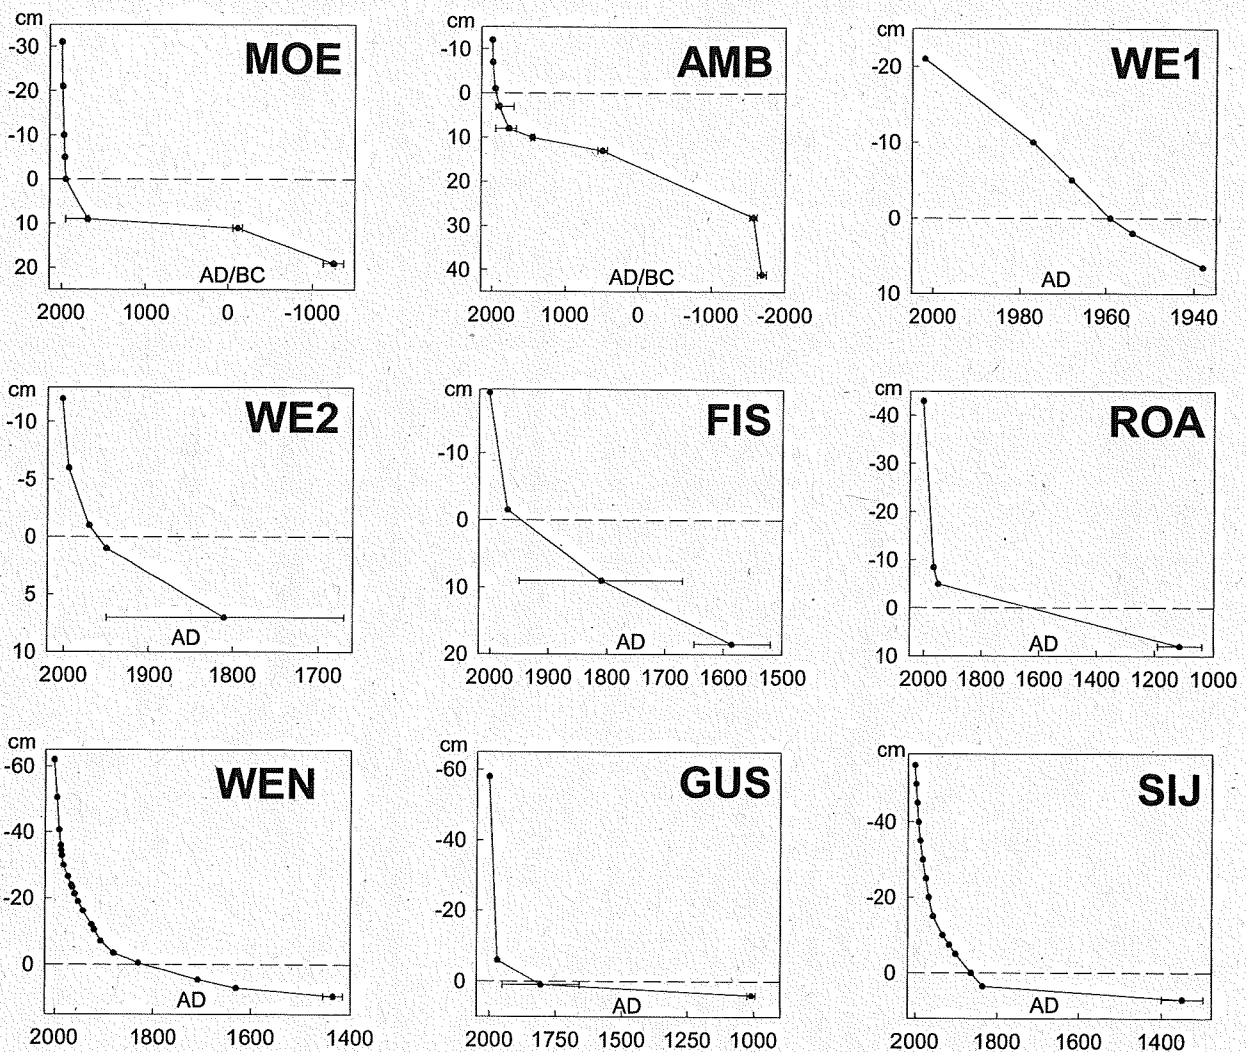 cm
MOE
-30
-20
-10
0
10
20
AD/BC
2000 1000 0 -1000
cm
AMB
-10
0
10
20
30
40
AD/BC
2000 1000 0 -1000 -2000
cm
WE1
-20
-10
0
10
AD
2000 1980 1960 1940
cm
WE2
-10
-5
0
5
10
AD
2000 1900 1800 1700
cm
FIS
-10
0
10
20
AD
2000 1900 1800 1700 1600 1500
cm
ROA
-40
-30
-20
-10
0
10
AD
2000 1800 1600 1400 1200 1000
cm
WEN
-60
-40
-20
0
AD
2000 1800 1600 1400
cm
GUS
-60
-40
-20
0
AD
2000 1750 1500 1250 1000
cm
SIJ
-40
-20
0
AD
2000 1800 1600 1400